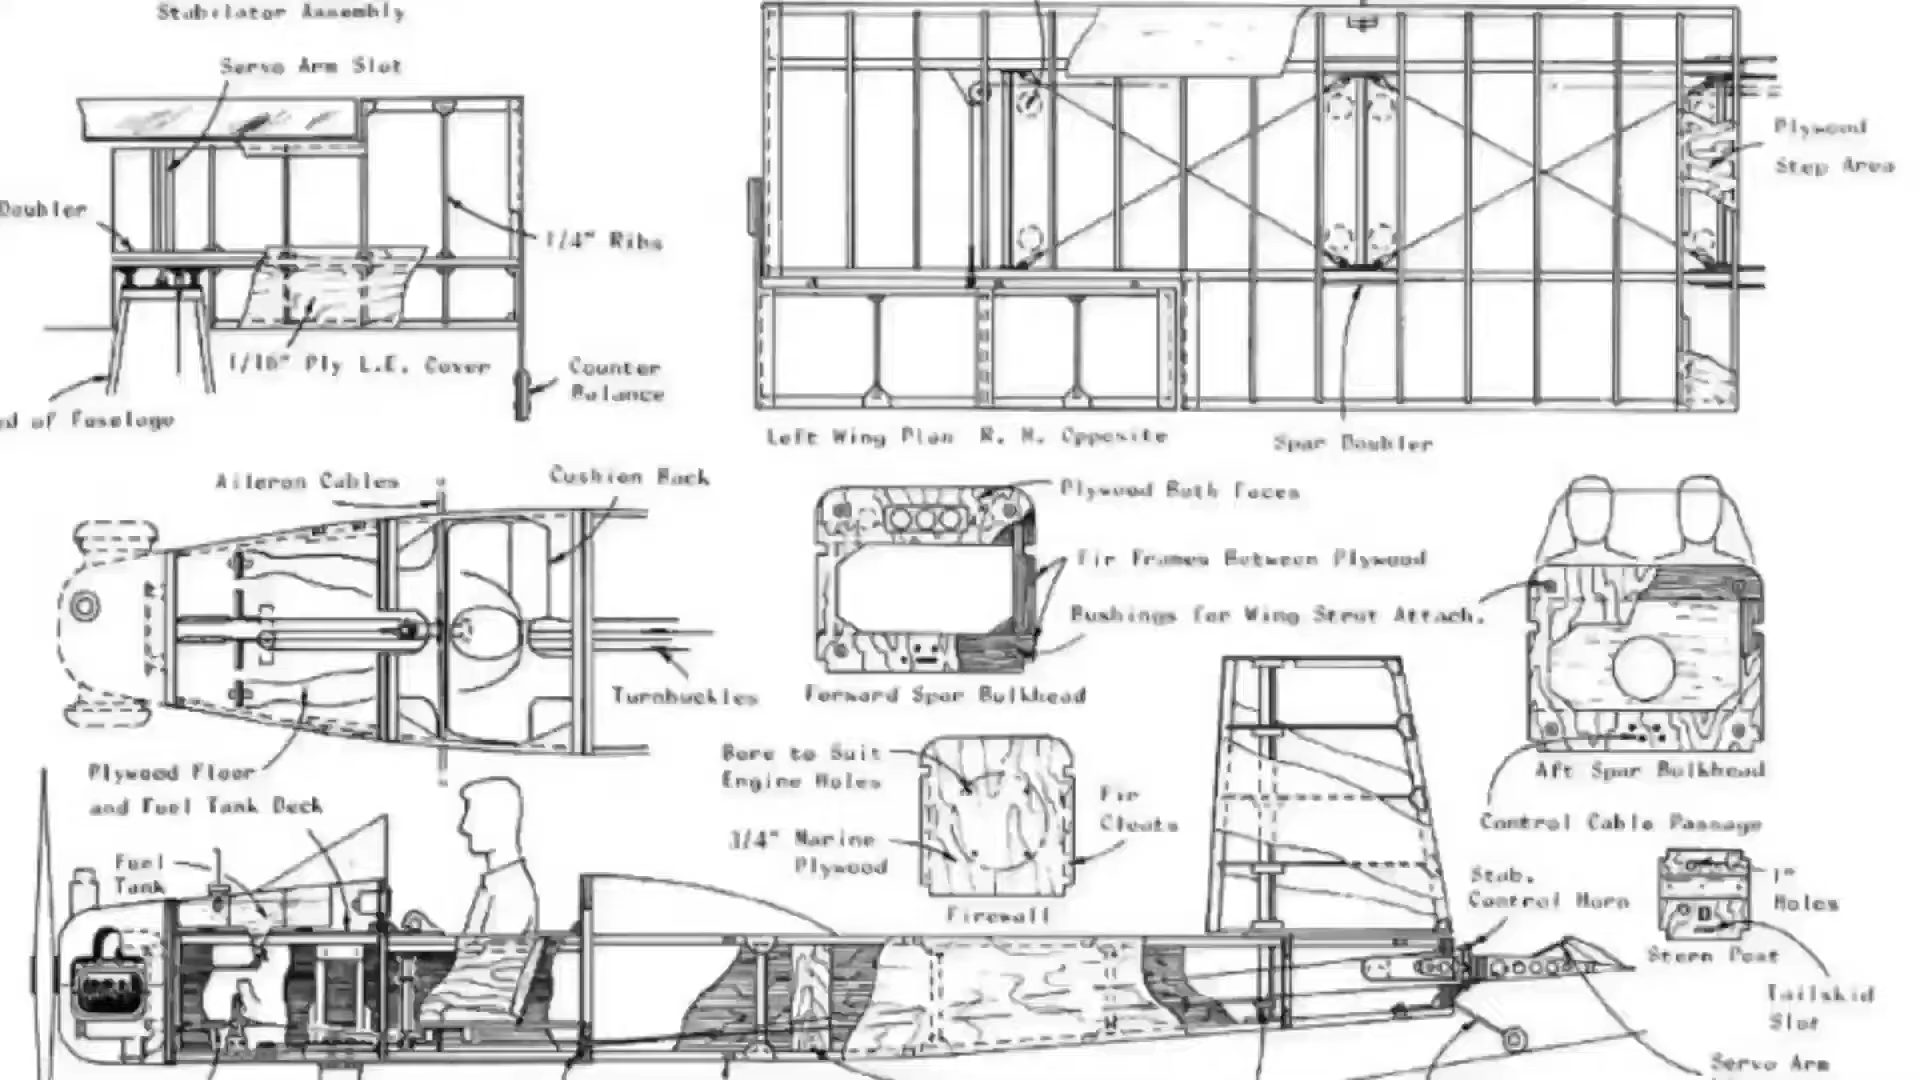 Stabilator Assembly
Servo Arm Slot
Doubler
1/4" Ribs
1/16" Ply L.E. Cover
Counter
Balance
of Fuselage
Plywood
Step Area
Left Wing Plan R. H. Opposite
Spar Doubler
Aileron Cables
Cushion Back
Turnbuckles
Plywood Floor
and Fuel Tank Deck
Plywood Both Faces
Fir Frames Between Plywood
Bushings for Wing Strut Attach.
Forward Spar Bulkhead
Aft Spar Bulkhead
Control Cable Passage
Bore to Suit
Engine Holes
3/4" Marine
Plywood
Fir
Cleats
Firewall
Fuel
Tank
Stab.
Control Horn
1"
Holes
Stern Post
Tailskid
Slot
Servo Arm